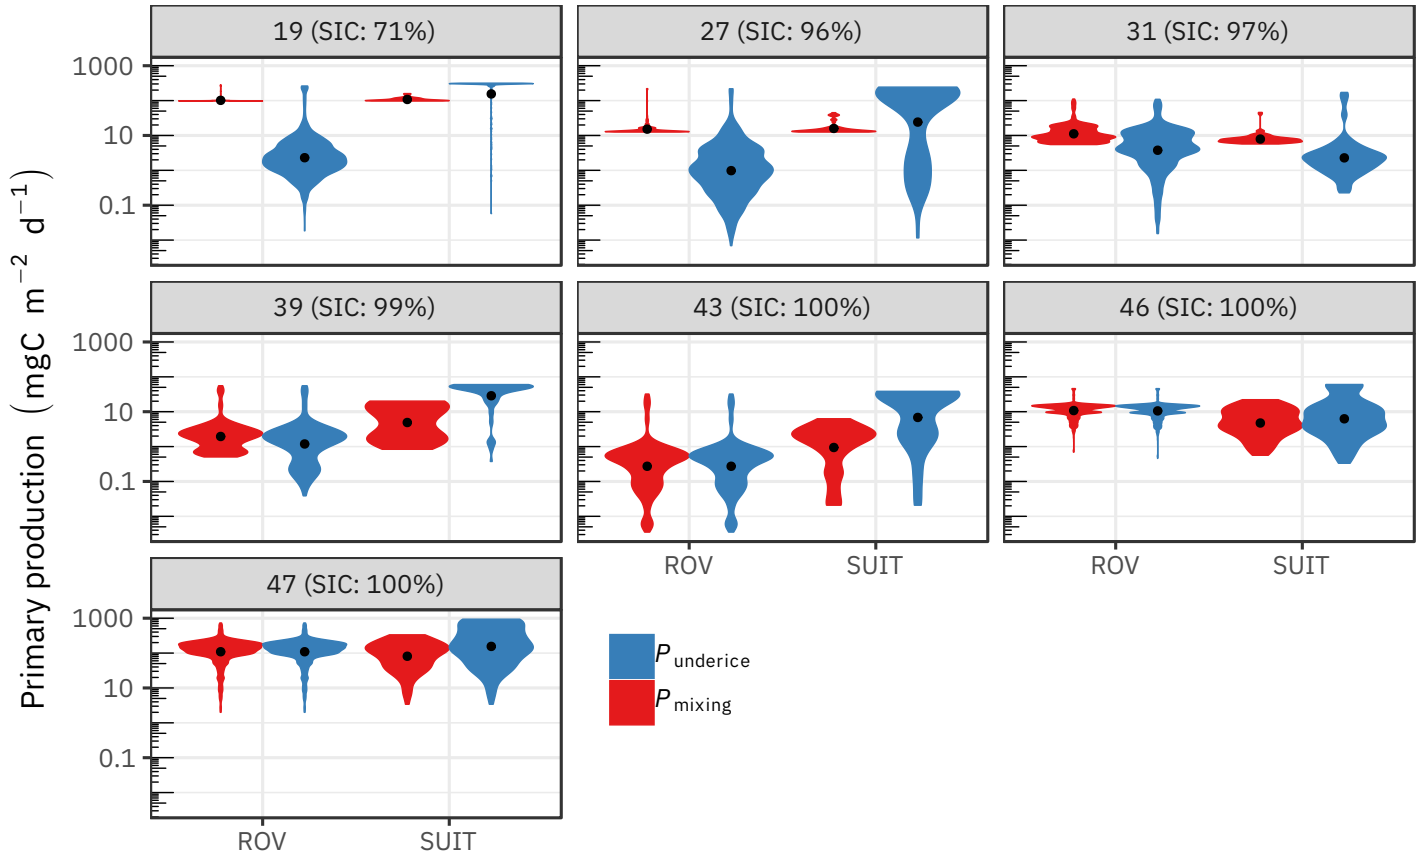 19 (SIC: 71%)
27 (SIC: 96%)
31 (SIC: 97%)
1000
10
0.1
39 (SIC: 99%)
43 (SIC: 100%)
46 (SIC: 100%)
1000
10
0.1
ROV
SUIT
ROV
SUIT
47 (SIC: 100%)
1000
10
0.1
ROV
SUIT
Primary production (mgC m⁻² d⁻¹)
P underice
P mixing